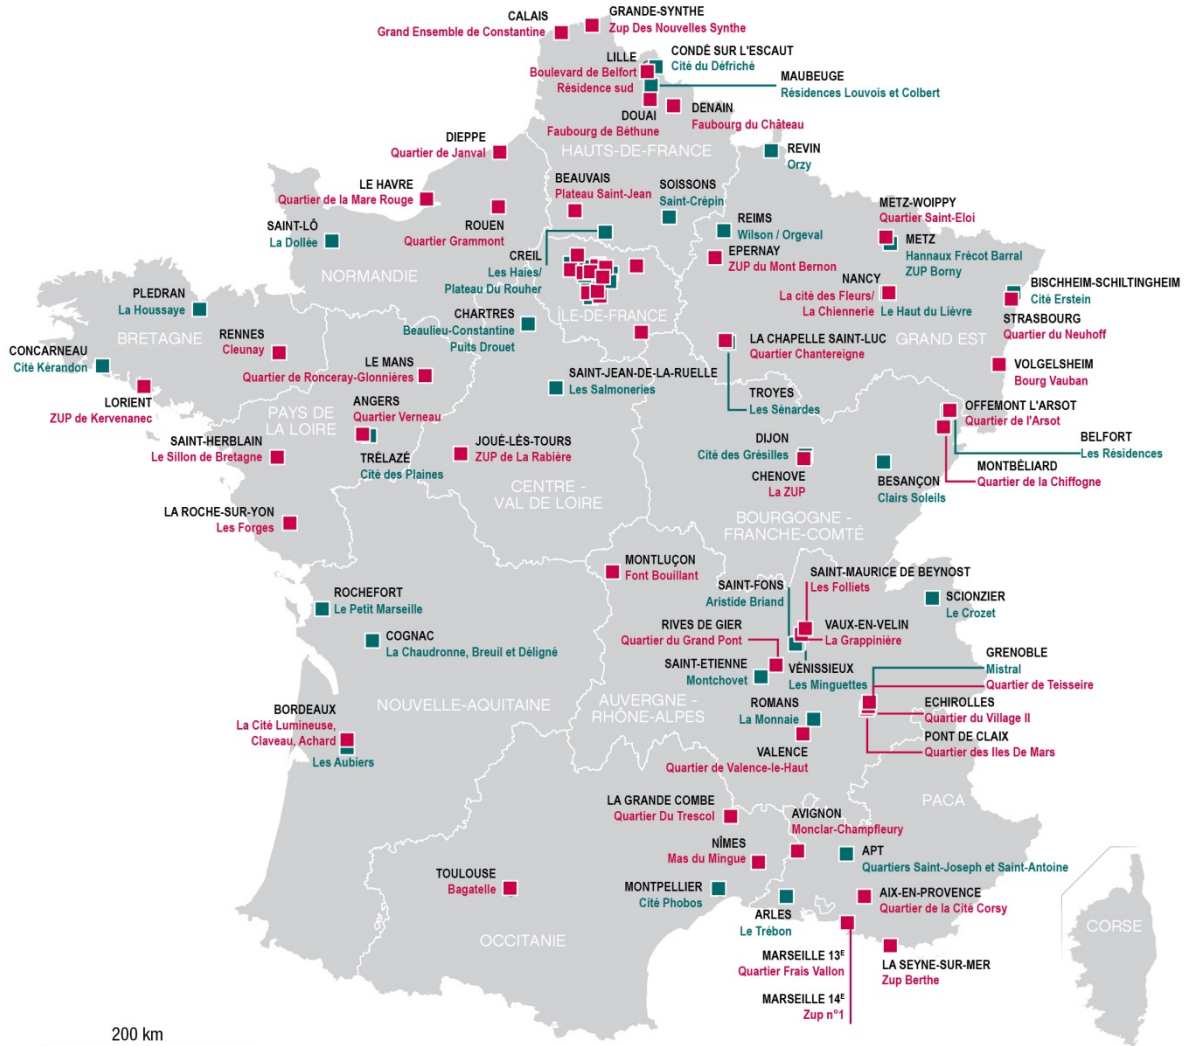 CALAIS
Grand Ensemble de Constantine
GRANDE-SYNTHE
Zup Des Nouvelles Synthe
LILLE
Boulevard de Belfort
Résidence sud
CONDÉ SUR L'ESCAUT
Cité du Défriché
MAUBEUGE
Résidences Louvois et Colbert
DOUAI
Faubourg de Béthune
DENAIN
Faubourg du Château
HAUTS-DE-FRANCE
DIEPPE
Quartier de Janval
REVIN
Orzy
LE HAVRE
Quartier de la Mare Rouge
BEAUVAIS
Plateau Saint-Jean
SOISSONS
Saint-Crépin
ROUEN
Quartier Grammont
SAINT-LÔ
La Dollée
NORMANDIE
CREIL
Les Haies/
Plateau Du Rouher
REIMS
Wilson / Orgeval
EPERNAY
ZUP du Mont Bernon
METZ-WOIPPY
Quartier Saint-Eloi
METZ
Hannaux Frécot Barral
ZUP Borny
NANCY
La cité des Fleurs/
La Chiennerie
Le Haut du Lièvre
BISCHHEIM-SCHILTINGHEIM
Cité Erstein
STRASBOURG
Quartier du Neuhoff
PLEDRAN
La Houssaye
BRETAGNE
RENNES
Cleunay
CHARTRES
Beaulieu-Constantine
Puits Drouet
ÎLE-DE-FRANCE
LA CHAPELLE SAINT-LUC
Quartier Chantereigne
GRAND EST
VOLGELSHEIM
Bourg Vauban
CONCARNEAU
Cité Kérandon
LORIENT
ZUP de Kervenanec
LE MANS
Quartier de Ronceray-Glonnières
SAINT-JEAN-DE-LA-RUELLE
Les Salmoneries
TROYES
Les Sénardes
PAYS DE
LA LOIRE
ANGERS
Quartier Verneau
TRÉLAZÉ
Cité des Plaines
SAINT-HERBLAIN
Le Sillon de Bretagne
JOUÉ-LÈS-TOURS
ZUP de La Rabière
OFFEMONT L'ARSOT
Quartier de l'Arsot
BELFORT
Les Résidences
MONTBÉLIARD
Quartier de la Chiffogne
DIJON
Cité des Grésilles
CHENOVE
La ZUP
BESANÇON
Clairs Soleils
CENTRE -
VAL DE LOIRE
BOURGOGNE -
FRANCHE-COMTÉ
LA ROCHE-SUR-YON
Les Forges
MONTLUÇON
Font Bouillant
SAINT-MAURICE DE BEYNOST
Les Folliets
SAINT-FONS
Aristide Briand
SCIONZIER
Le Crozet
ROCHEFORT
Le Petit Marseille
COGNAC
La Chaudronne, Breuil et Déligné
RIVES DE GIER
Quartier du Grand Pont
VAUX-EN-VELIN
La Grappinière
SAINT-ETIENNE
Montchovet
VÉNISSIEUX
Les Minguettes
GRENOBLE
Mistral
Quartier de Teisseire
ECHIROLLES
Quartier du Village II
PONT DE CLAIX
Quartier des Iles De Mars
NOUVELLE-AQUITAINE
AUVERGNE -
RHÔNE-ALPES
ROMANS
La Monnaie
VALENCE
Quartier de Valence-le-Haut
BORDEAUX
La Cité Lumineuse,
Claveau, Achard
Les Aubiers
PACA
LA GRANDE COMBE
Quartier Du Trescol
AVIGNON
Monclar-Champfleury
NÎMES
Mas du Mingue
APT
Quartiers Saint-Joseph et Saint-Antoine
TOULOUSE
Bagatelle
MONTPELLIER
Cité Phobos
ARLES
Le Trébon
AIX-EN-PROVENCE
Quartier de la Cité Corsy
OCCITANIE
CORSE
MARSEILLE 13E
Quartier Frais Vallon
LA SEYNE-SUR-MER
Zup Berthe
MARSEILLE 14E
Zup n°1
200 km